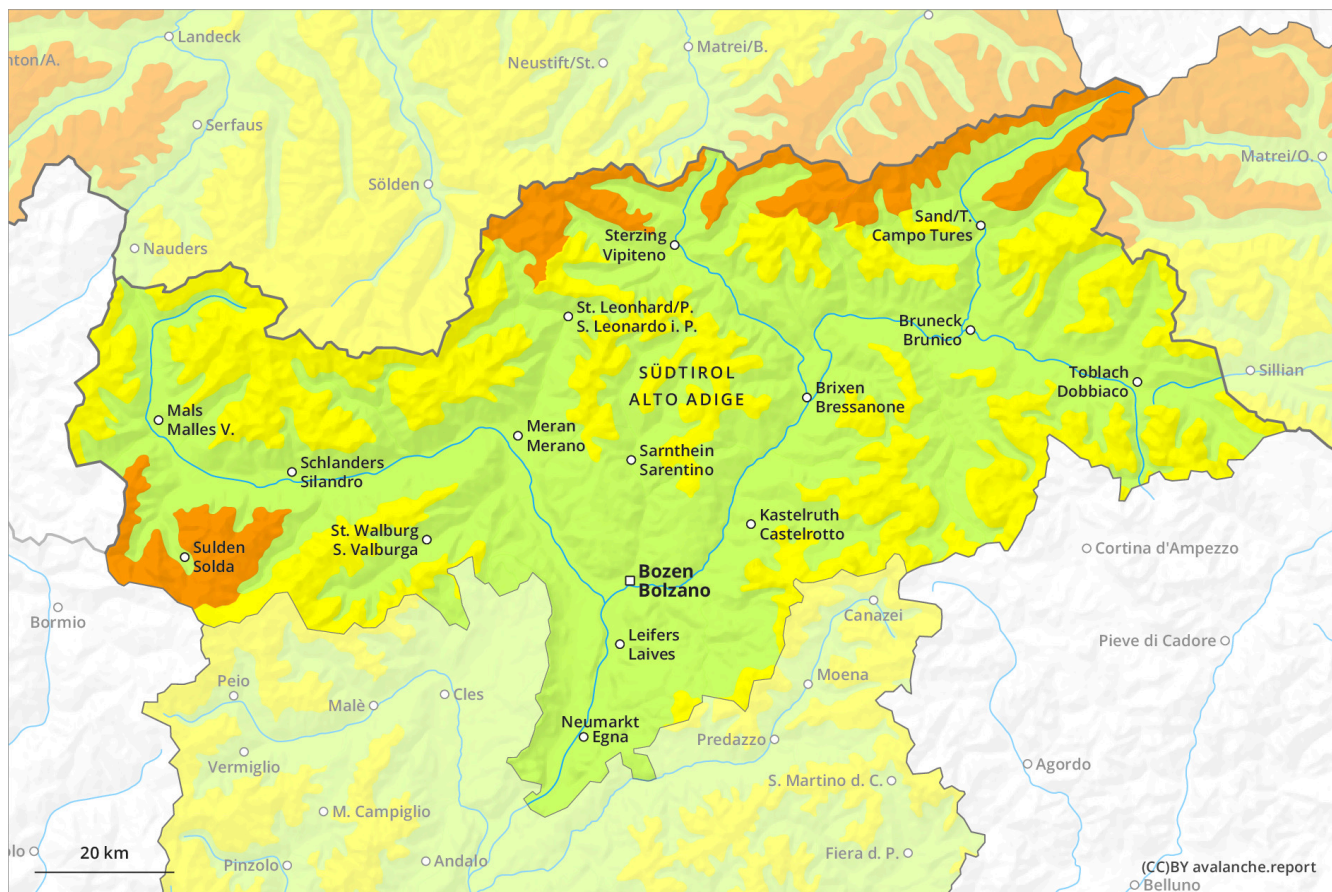 Landeck
nton/A.
Matrei/B.
Neustift/St.
Serfaus
Matrei/O.
Sölden
Nauders
Sand/T.
Campo Tures
Sterzing
Vipiteno
St. Leonhard/P.
S. Leonardo i. P.
Bruneck
Brunico
SÜDTIROL
ALTO ADIGE
Toblach
Dobbiaco
Sillian
Brixen
Bressanone
Mals
Malles V.
Meran
Merano
Schlanders
Silandro
Sarnthein
Sarentino
Kastelruth
Castelrotto
St. Walburg
S. Valburga
Sulden
Solda
Cortina d'Ampezzo
Bozen
Bolzano
Bormio
Canazei
Leifers
Laives
Pieve di Cadore
Moena
Peio
Malè
Cles
Neumarkt
Egna
Predazzo
Vermiglio
Agordo
S. Martino d. C.
M. Campiglio
olo
20 km
Pinzolo
Andalo
Fiera d. P.
(CC)BY avalanche.report
Belluno